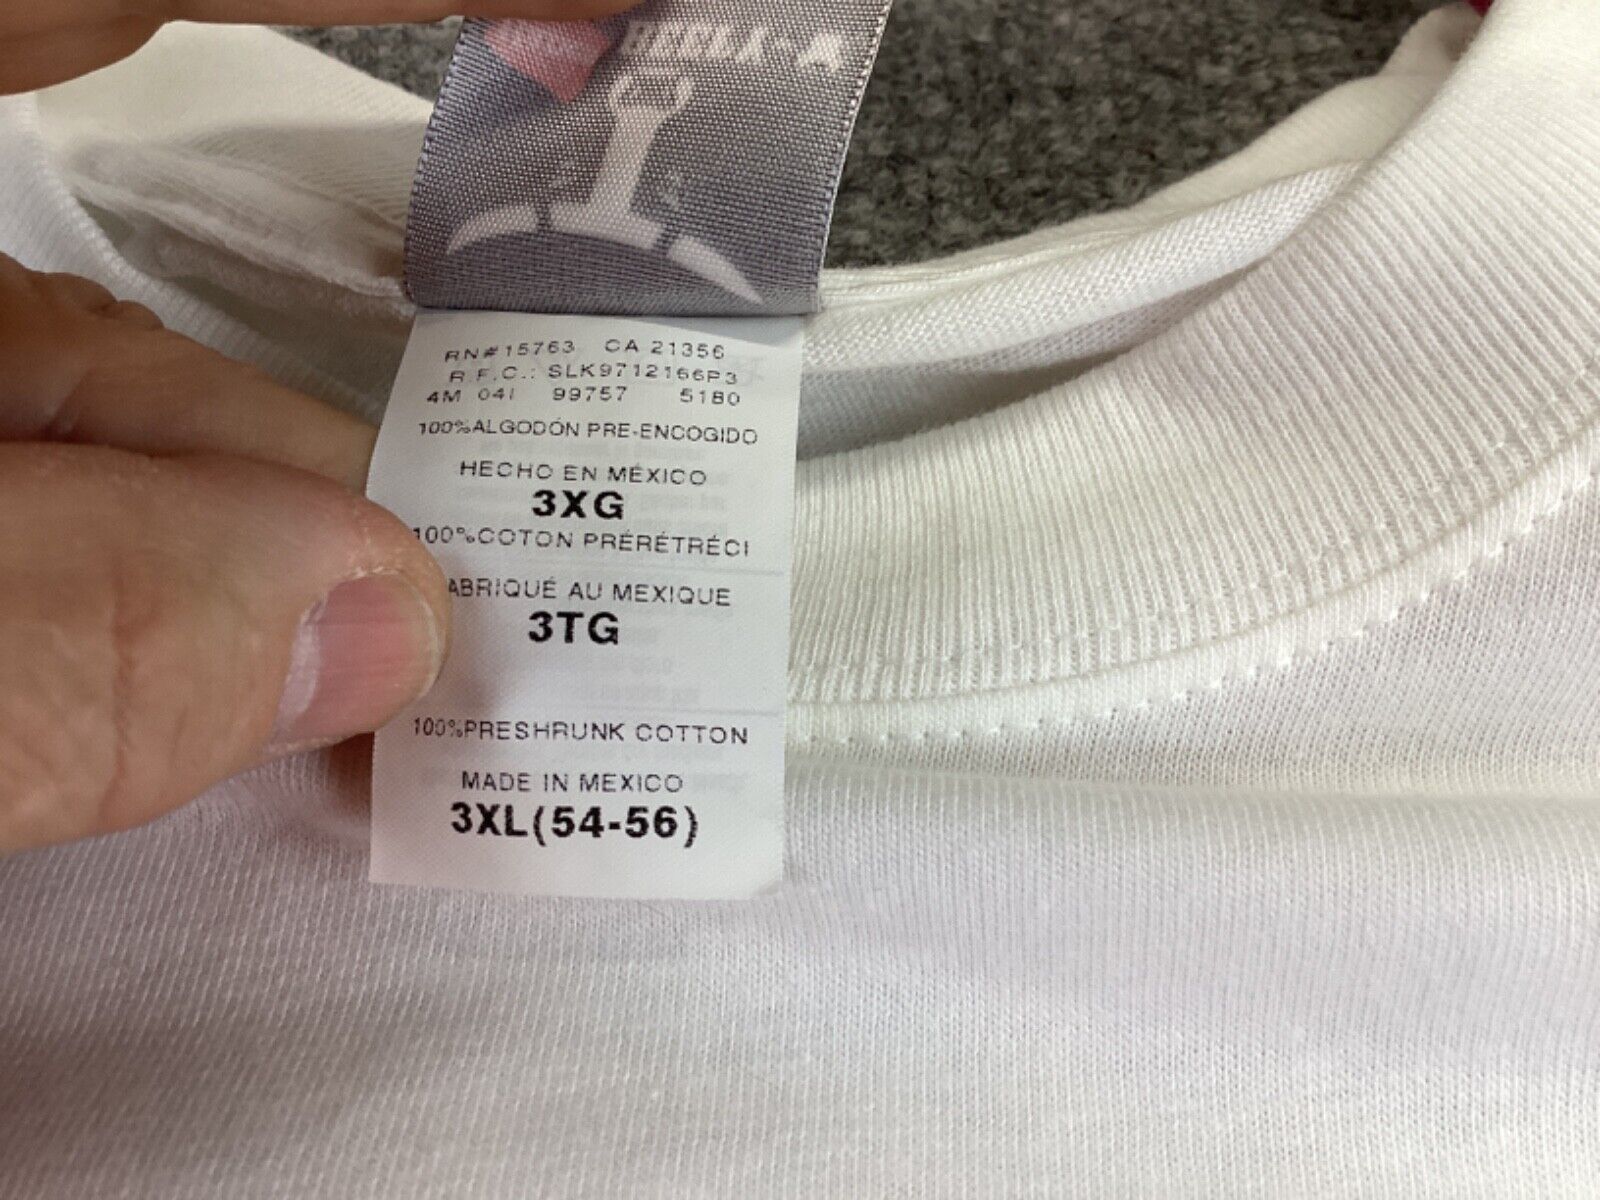 RN#15763 CA 21356
R.F.C.: SLK9712166P3
4M 04I 99757 5180
100%ALGODÓN PRE-ENCOGIDO
HECHO EN MÉXICO
3XG
100%COTON PRÉRÉTRÉCI
ABRIQUÉ AU MEXIQUE
3TG
100%PRESHRUNK COTTON
MADE IN MEXICO
3XL(54-56)